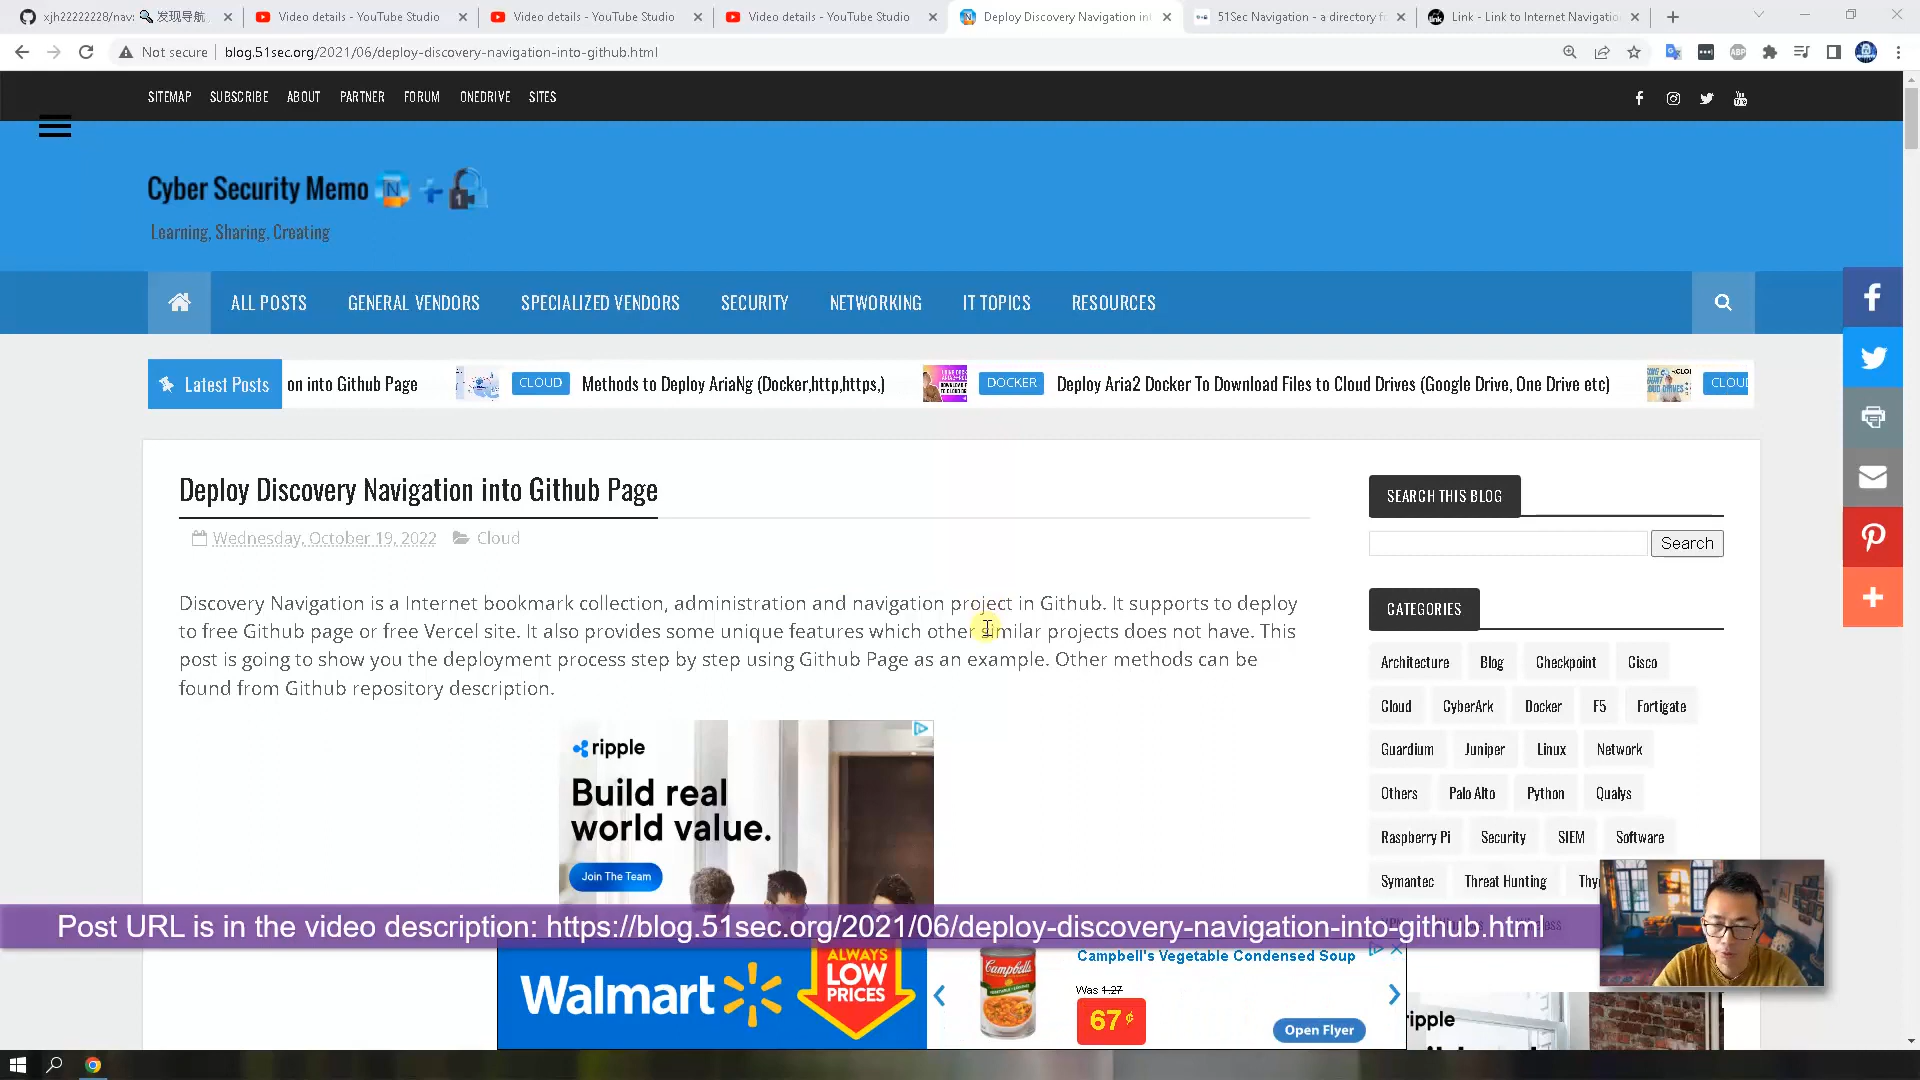 xjh22222228/nav: 🔍 发现导航
Video details - YouTube Studio
Video details - YouTube Studio
Video details - YouTube Studio
Deploy Discovery Navigation int
51Sec Navigation - a directory f
Link - Link to Internet Navigatio
Not secure
blog.51sec.org/2021/06/deploy-discovery-navigation-into-github.html
SITEMAP SUBSCRIBE ABOUT PARTNER FORUM ONEDRIVE SITES
Cyber Security Memo
Learning, Sharing, Creating
ALL POSTS GENERAL VENDORS SPECIALIZED VENDORS SECURITY NETWORKING IT TOPICS RESOURCES
Latest Posts on into Github Page CLOUD Methods to Deploy AriaNg (Docker,http,https,) DOCKER Deploy Aria2 Docker To Download Files to Cloud Drives (Google Drive, One Drive etc) CLOUD
Deploy Discovery Navigation into Github Page
Wednesday, October 19, 2022 Cloud
Discovery Navigation is a Internet bookmark collection, administration and navigation project in Github. It supports to deploy
to free Github page or free Vercel site. It also provides some unique features which other similar projects does not have. This
post is going to show you the deployment process step by step using Github Page as an example. Other methods can be
found from Github repository description.
SEARCH THIS BLOG
Search
CATEGORIES
Architecture Blog Checkpoint Cisco
Cloud CyberArk Docker F5 Fortigate
Guardium Juniper Linux Network
Others Palo Alto Python Qualys
Raspberry Pi Security SIEM Software
Symantec Threat Hunting Thy
ripple
Build real
world value.
Join The Team
Post URL is in the video description: https://blog.51sec.org/2021/06/deploy-discovery-navigation-into-github.html
Walmart
ALWAYS
LOW
PRICES
Campbell's
Campbell's Vegetable Condensed Soup
Was 1.27
67¢
Open Flyer
ripple